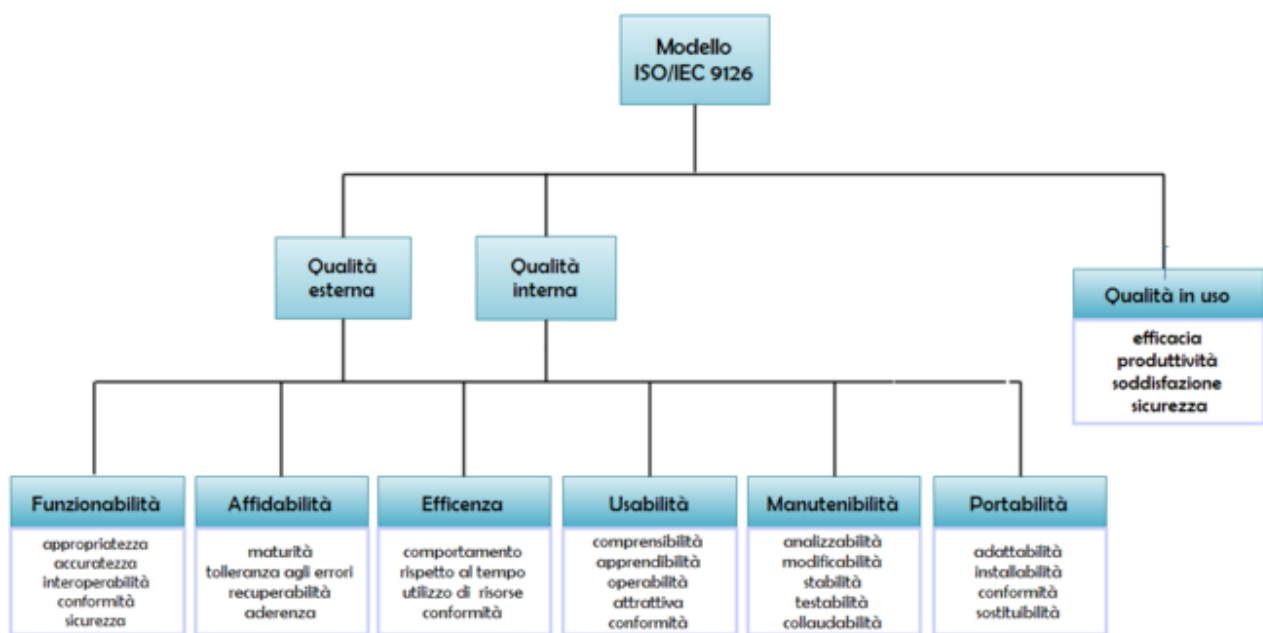 Modello
ISO/IEC 9126
Qualità
esterna
Qualità
interna
Qualità in uso
efficacia
produttività
soddisfazione
sicurezza
Funzionabilità
appropriatezza
accuratezza
interoperabilità
conformità
sicurezza
Affidabilità
maturità
tolleranza agli errori
recuperabilità
aderenza
Efficenza
comportamento
rispetto al tempo
utilizzo di risorse
conformità
Usabilità
comprensibilità
apprendibilità
operabilità
attrattiva
conformità
Manutenibilità
analizzabilità
modificabilità
stabilità
testabilità
collaudabilità
Portabilità
adattabilità
installabilità
conformità
sostituibilità